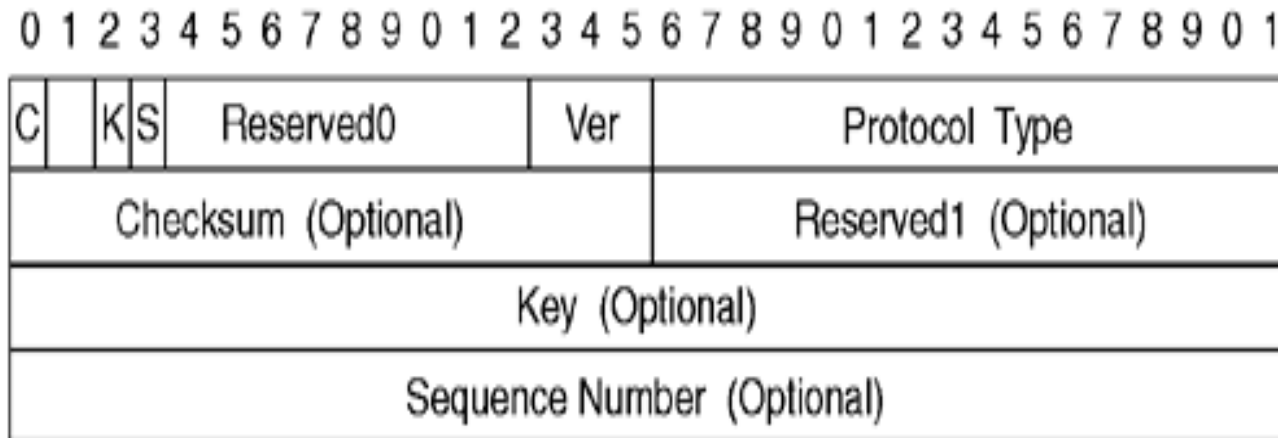 0 1 2 3 4 5 6 7 8 9 0 1 2 3 4 5 6 7 8 9 0 1 2 3 4 5 6 7 8 9 0 1
C K S Reserved0 Ver Protocol Type
Checksum (Optional) Reserved1 (Optional)
Key (Optional)
Sequence Number (Optional)